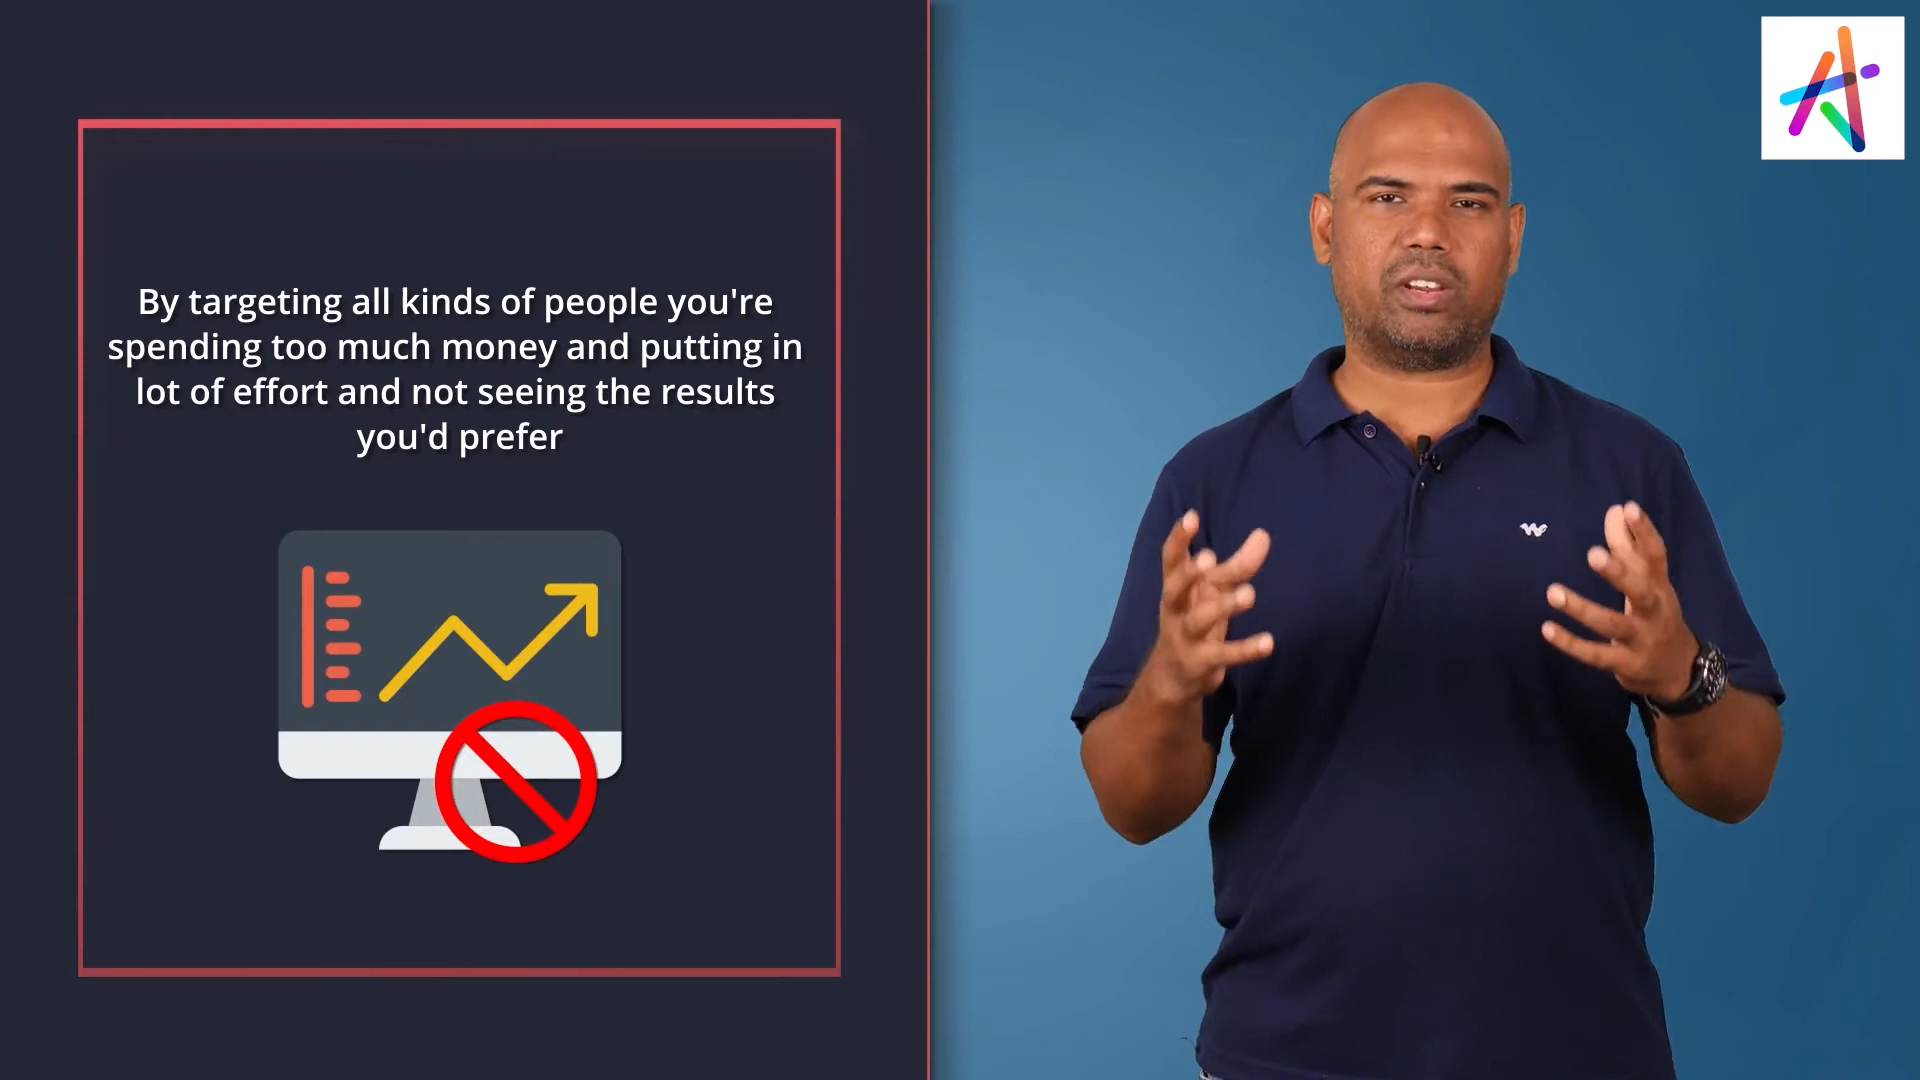 By targeting all kinds of people you're
spending too much money and putting in
lot of effort and not seeing the results
you'd prefer